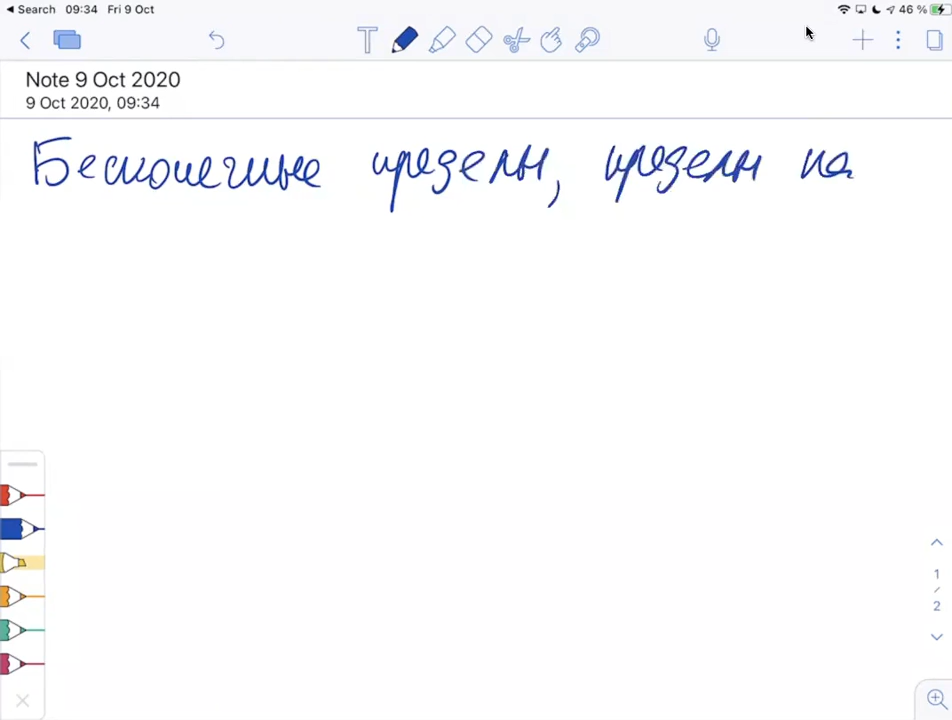 Search 09:34 Fri 9 Oct 46 %
T
Note 9 Oct 2020
9 Oct 2020, 09:34
Бесконечные пределы, пределы на
1
/
2